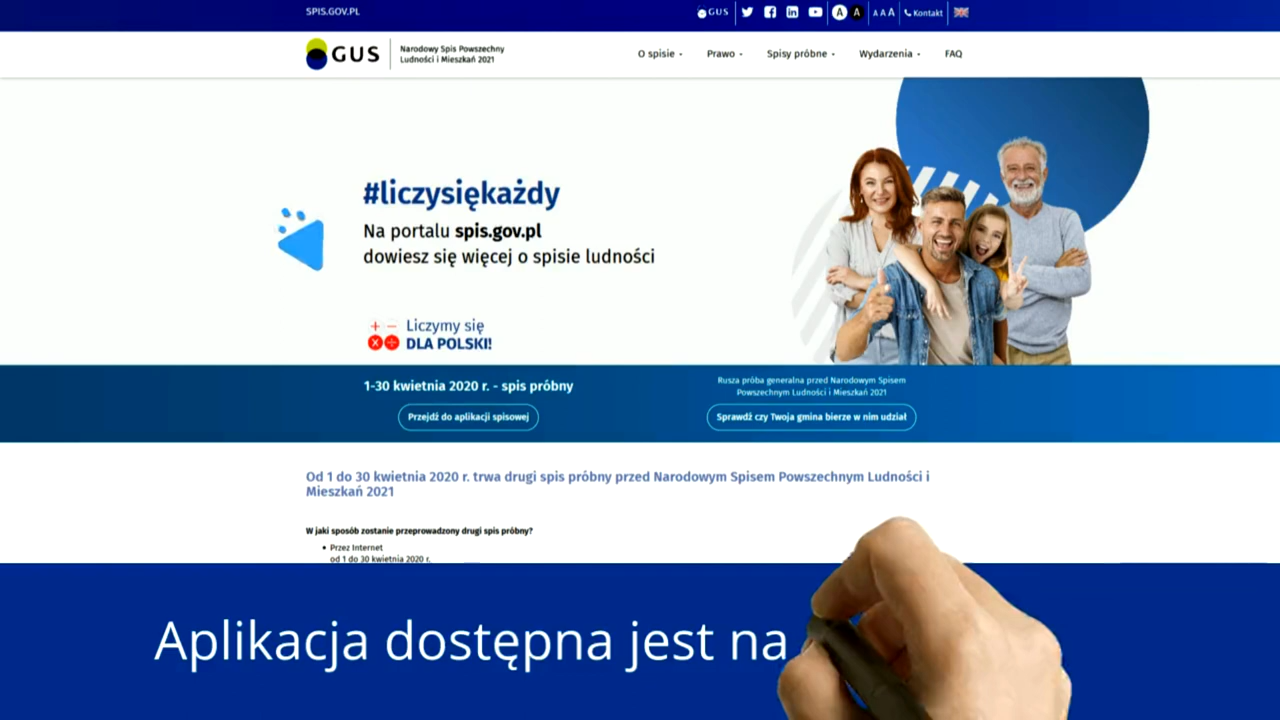 SPIS.GOV.PL
GUS
A A
A A A
Kontakt
GUS
Narodowy Spis Powszechny
Ludności i Mieszkań 2021
O spisie
Prawo
Spisy próbne
Wydarzenia
FAQ
#liczysiękażdy
Na portalu spis.gov.pl
dowiesz się więcej o spisie ludności
Liczymy się
DLA POLSKI!
1-30 kwietnia 2020 r. - spis próbny
Przejdź do aplikacji spisowej
Rusza próba generalna przed Narodowym Spisem
Powszechnym Ludności i Mieszkań 2021
Sprawdź czy Twoja gmina bierze w nim udział
Od 1 do 30 kwietnia 2020 r. trwa drugi spis próbny przed Narodowym Spisem Powszechnym Ludności i
Mieszkań 2021
W jaki sposób zostanie przeprowadzony drugi spis próbny?
• Przez Internet
od 1 do 30 kwietnia 2020 r.
Aplikacja dostępna jest na